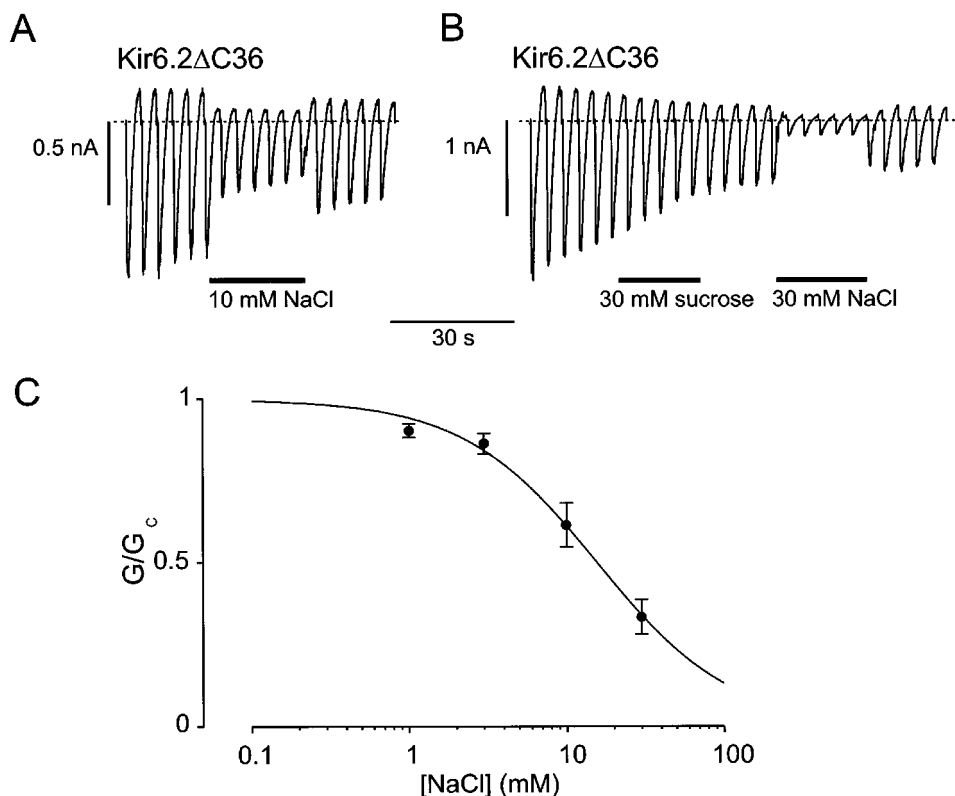 A
Kir6.2ΔC36
0.5 nA
10 mM NaCl
B
Kir6.2ΔC36
1 nA
30 mM sucrose
30 mM NaCl
30 s
C
1
0.5
0
G/G c
0.1
1
10
100
[NaCl] (mM)